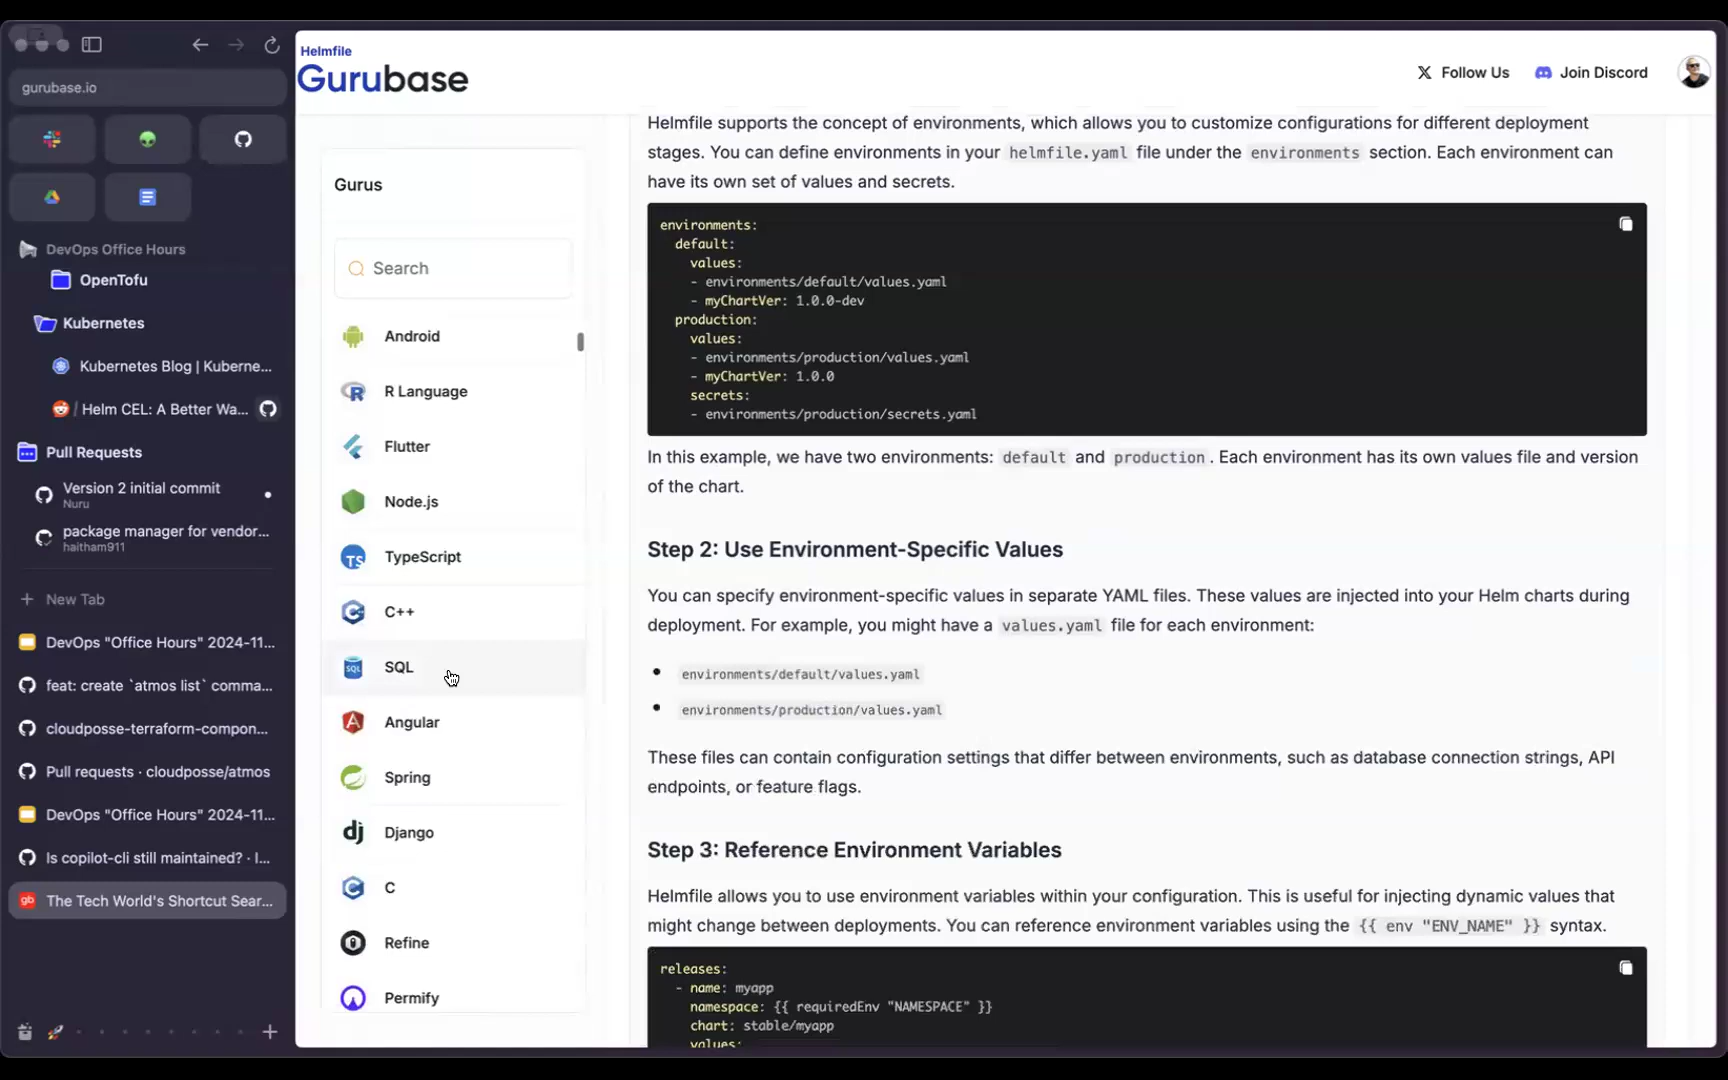 gurubase.io
DevOps Office Hours
OpenTofu
Kubernetes
Kubernetes Blog | Kuberne...
/ Helm CEL: A Better Wa...
Pull Requests
Version 2 initial commit
Nuru
package manager for vendor...
haitham911
New Tab
DevOps "Office Hours" 2024-11...
feat: create `atmos list` comma...
cloudposse-terraform-compon...
Pull requests · cloudposse/atmos
DevOps "Office Hours" 2024-11...
Is copilot-cli still maintained? · I...
gb The Tech World's Shortcut Sear...
Helmfile
Gurubase
Follow Us
Join Discord
Gurus
Search
Android
R Language
Flutter
Node.js
TS TypeScript
C++
SQL SQL
Angular
Spring
dj Django
C C
Refine
Permify
Helmfile supports the concept of environments, which allows you to customize configurations for different deployment
stages. You can define environments in your helmfile.yaml file under the environments section. Each environment can
have its own set of values and secrets.
environments:
default:
values:
- environments/default/values.yaml
- myChartVer: 1.0.0-dev
production:
values:
- environments/production/values.yaml
- myChartVer: 1.0.0
secrets:
- environments/production/secrets.yaml
In this example, we have two environments: default and production. Each environment has its own values file and version
of the chart.
Step 2: Use Environment-Specific Values
You can specify environment-specific values in separate YAML files. These values are injected into your Helm charts during
deployment. For example, you might have a values.yaml file for each environment:
• environments/default/values.yaml
• environments/production/values.yaml
These files can contain configuration settings that differ between environments, such as database connection strings, API
endpoints, or feature flags.
Step 3: Reference Environment Variables
Helmfile allows you to use environment variables within your configuration. This is useful for injecting dynamic values that
might change between deployments. You can reference environment variables using the {{ env "ENV_NAME" }} syntax.
releases:
- name: myapp
namespace: {{ requiredEnv "NAMESPACE" }}
chart: stable/myapp
values: